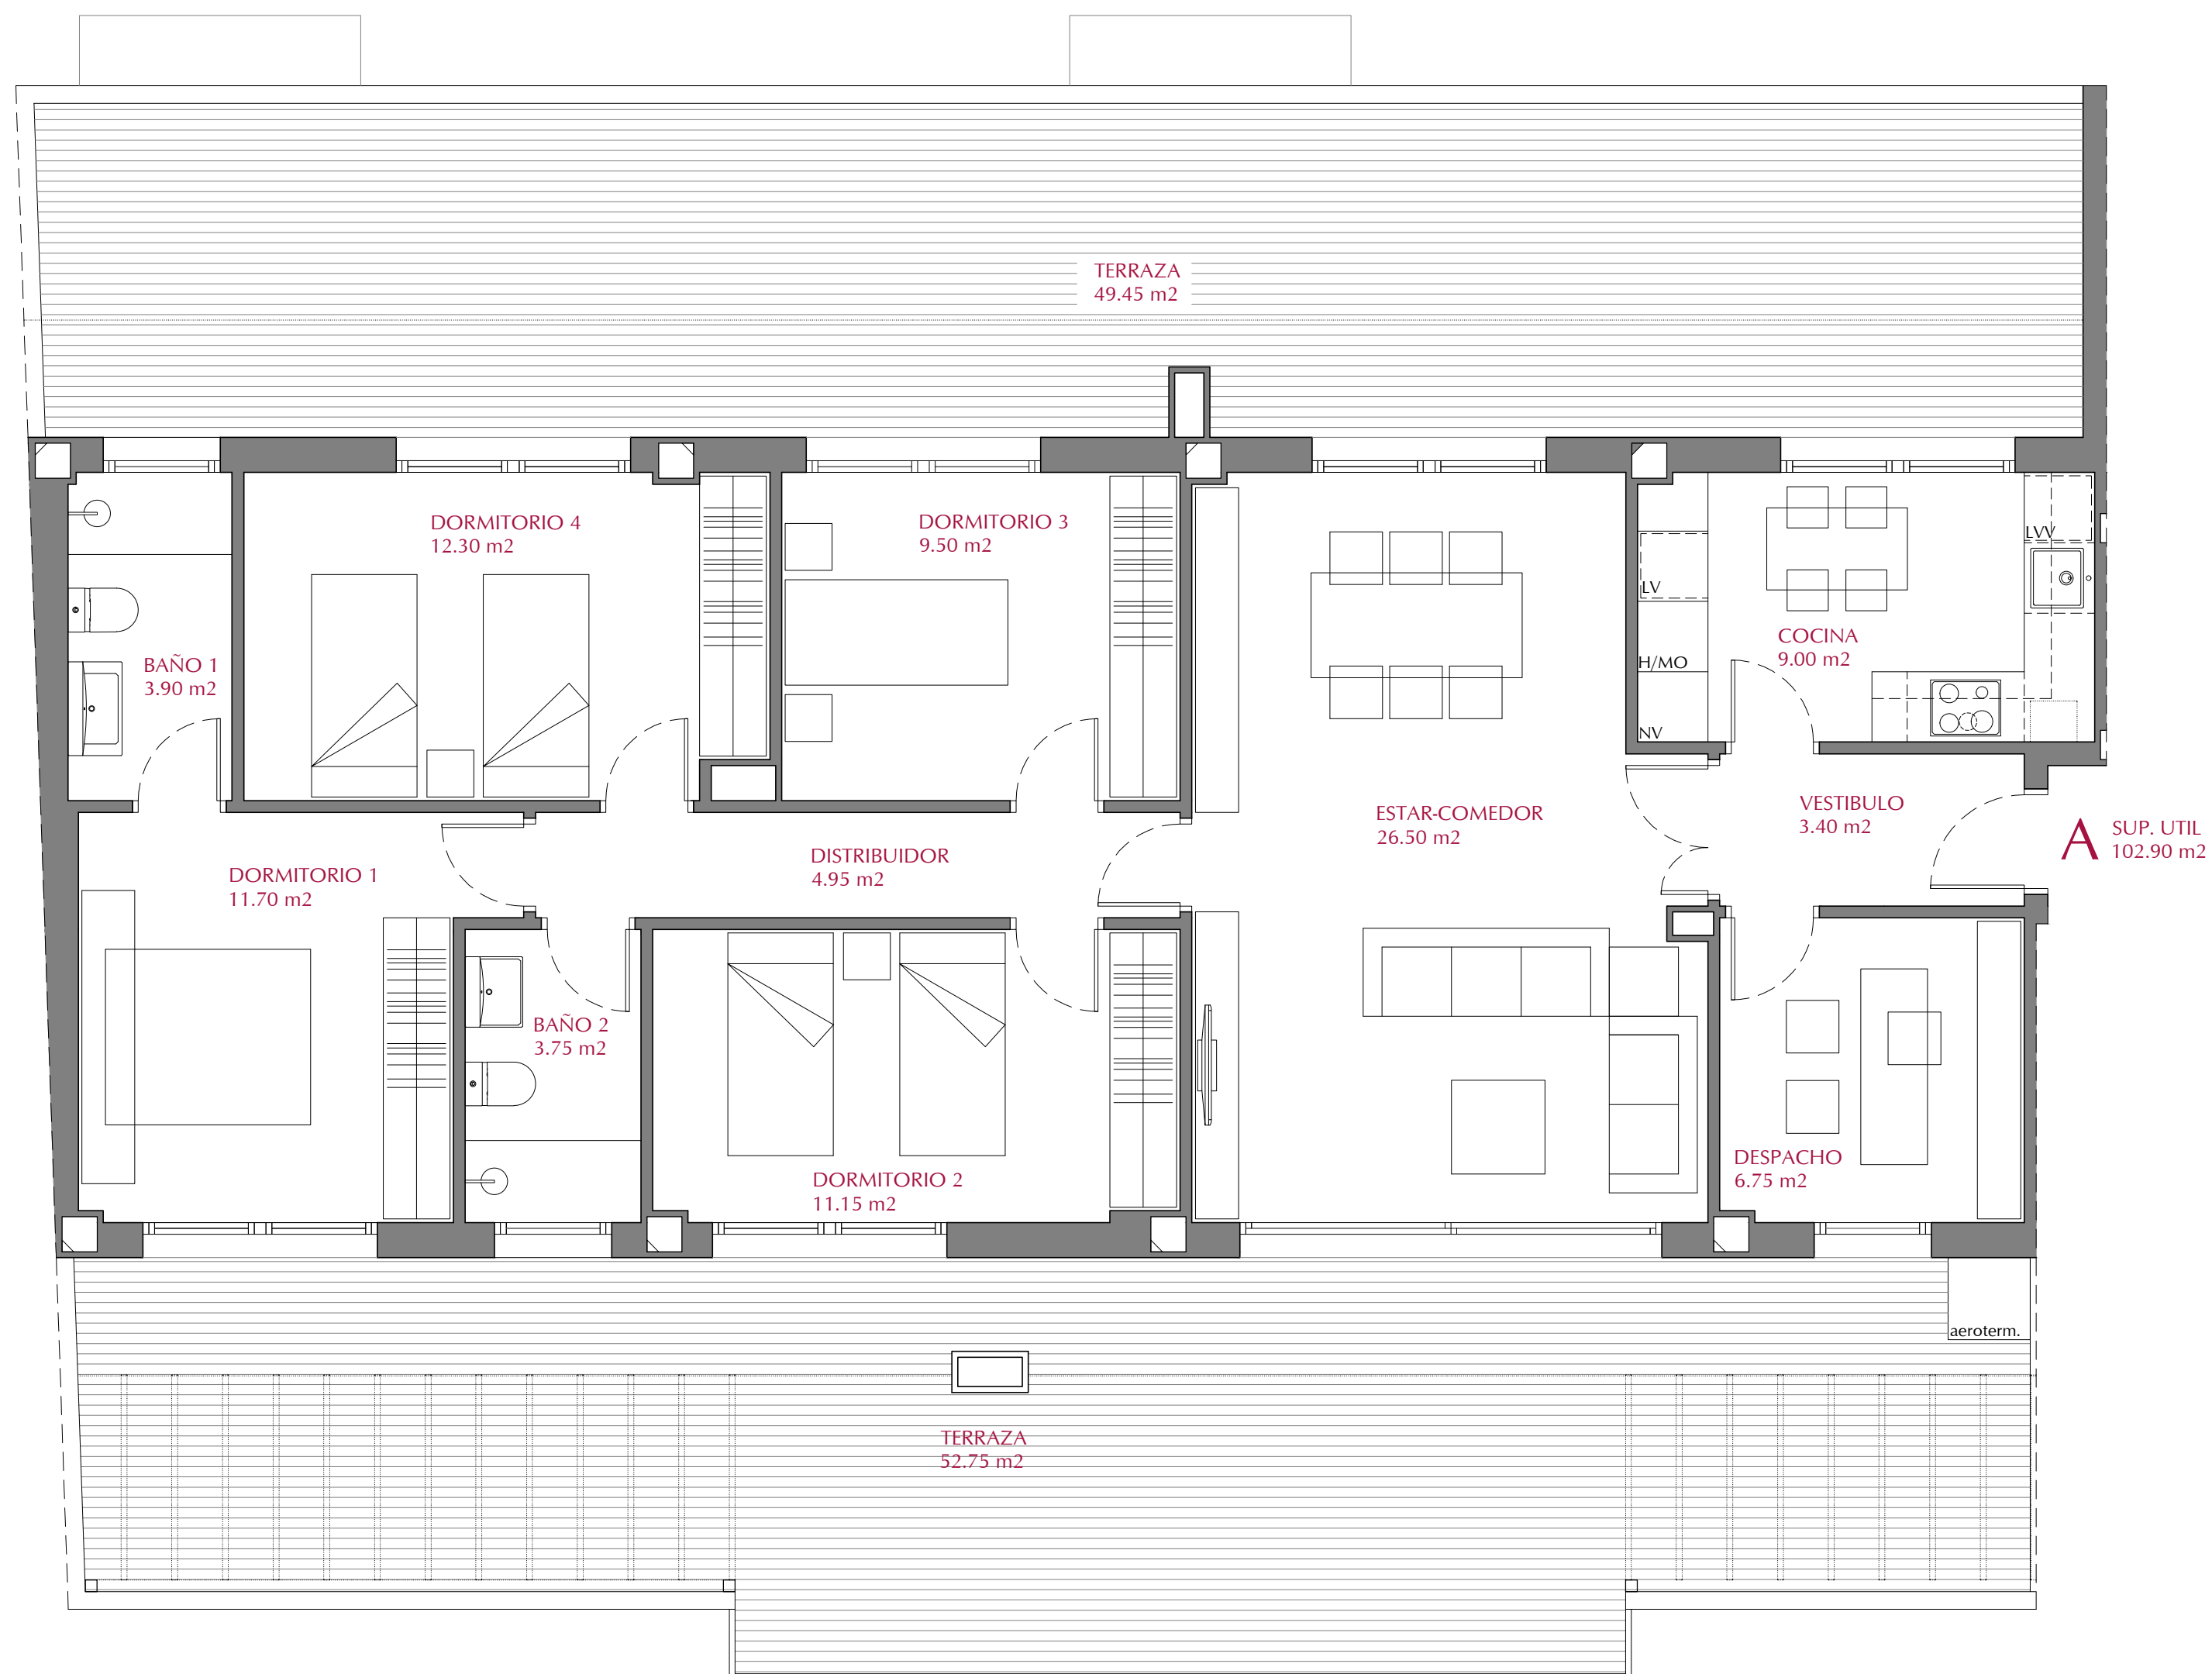 TERRAZA
49.45 m2
DORMITORIO 4
12.30 m2
DORMITORIO 3
9.50 m2
LVV
LV
COCINA
9.00 m2
H/MO
NV
BAÑO 1
3.90 m2
ESTAR-COMEDOR
26.50 m2
VESTIBULO
3.40 m2
A
SUP. UTIL
102.90 m2
DISTRIBUIDOR
4.95 m2
DORMITORIO 1
11.70 m2
BAÑO 2
3.75 m2
DORMITORIO 2
11.15 m2
DESPACHO
6.75 m2
aeroterm.
TERRAZA
52.75 m2